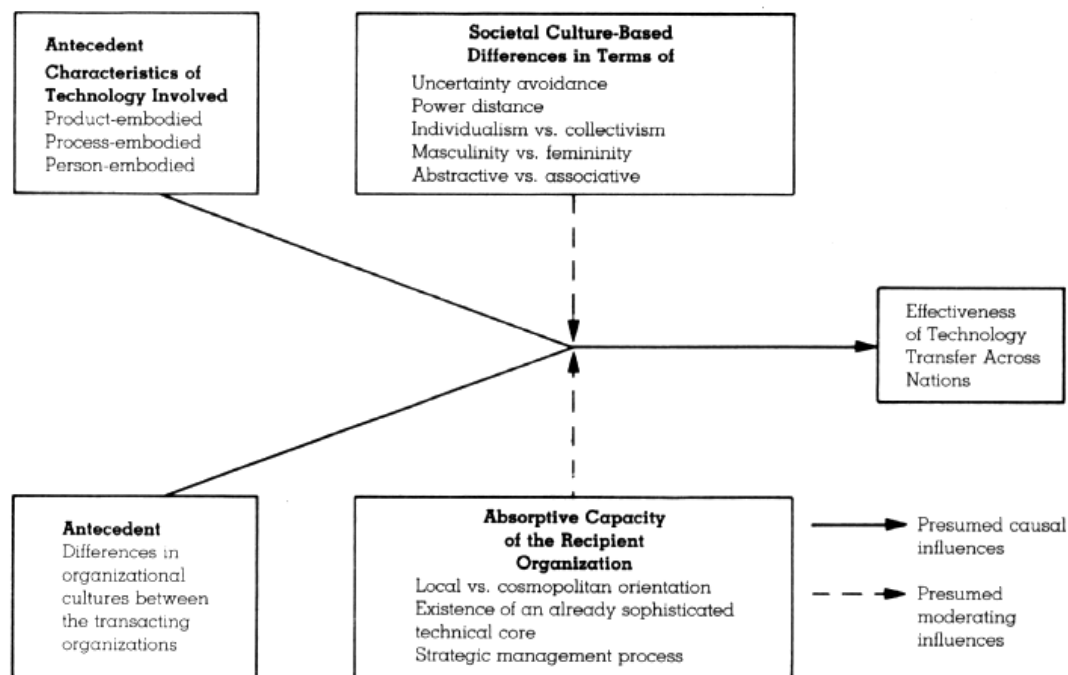 Antecedent
Characteristics of
Technology Involved
Product-embodied
Process-embodied
Person-embodied
Societal Culture-Based
Differences in Terms of
Uncertainty avoidance
Power distance
Individualism vs. collectivism
Masculinity vs. femininity
Abstractive vs. associative
Effectiveness
of Technology
Transfer Across
Nations
Antecedent
Differences in
organizational
cultures between
the transacting
organizations
Absorptive Capacity
of the Recipient
Organization
Local vs. cosmopolitan orientation
Existence of an already sophisticated
technical core
Strategic management process
Presumed causal
influences
Presumed
moderating
influences